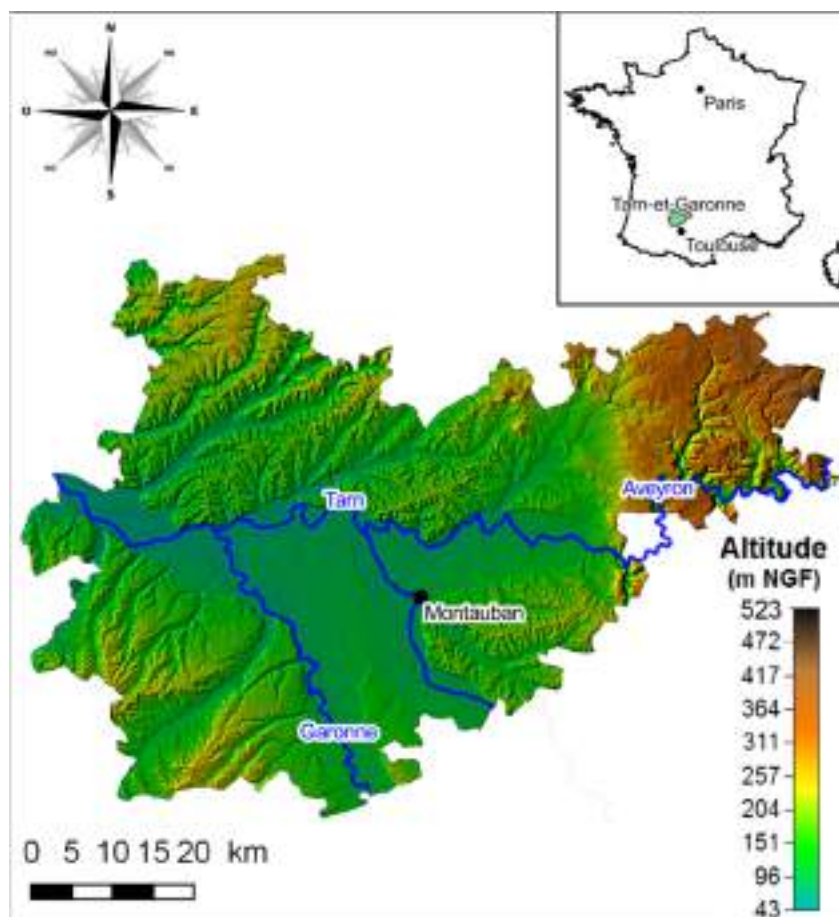 N
E
S
Paris
Tarn-et-Garonne
Toulouse
Tarn
Aveyron
Montauban
Garonne
Altitude
(m NGF)
523
472
417
364
311
257
204
151
96
43
0 5 10 15 20 km